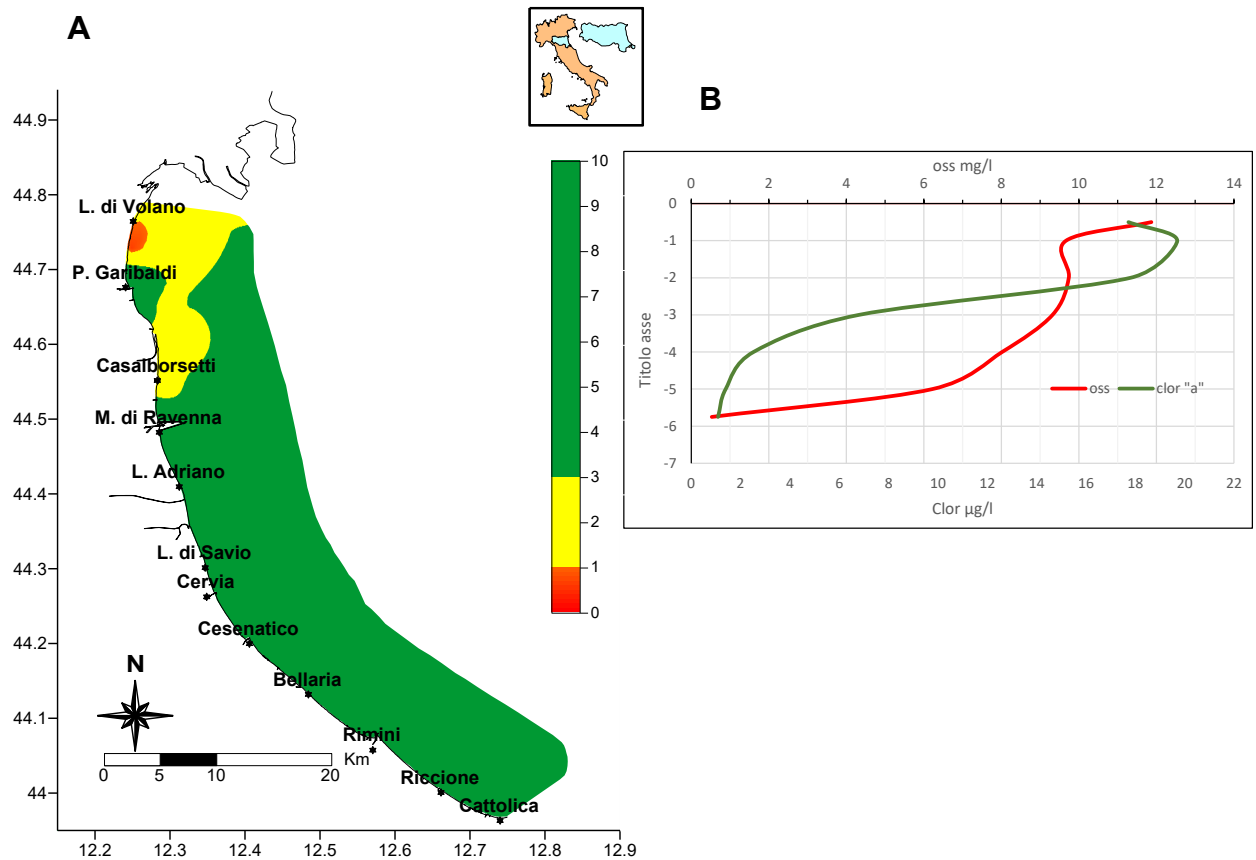 A
44.9
44.8
44.7
44.6
44.5
44.4
44.3
44.2
44.1
44
12.2 12.3 12.4 12.5 12.6 12.7 12.8 12.9
L. di Volano
P. Garibaldi
Casalborsetti
M. di Ravenna
L. Adriano
L. di Savio
Cervia
Cesenatico
Bellaria
Rimini
Riccione
Cattolica
N
0 5 10 20 Km
10
9
8
7
6
5
4
3
2
1
0
B
oss mg/l
0 2 4 6 8 10 12 14
0
-1
-2
-3
-4
-5
-6
-7
Titolo asse
oss clor "a"
0 2 4 6 8 10 12 14 16 18 20 22
Clor µg/l